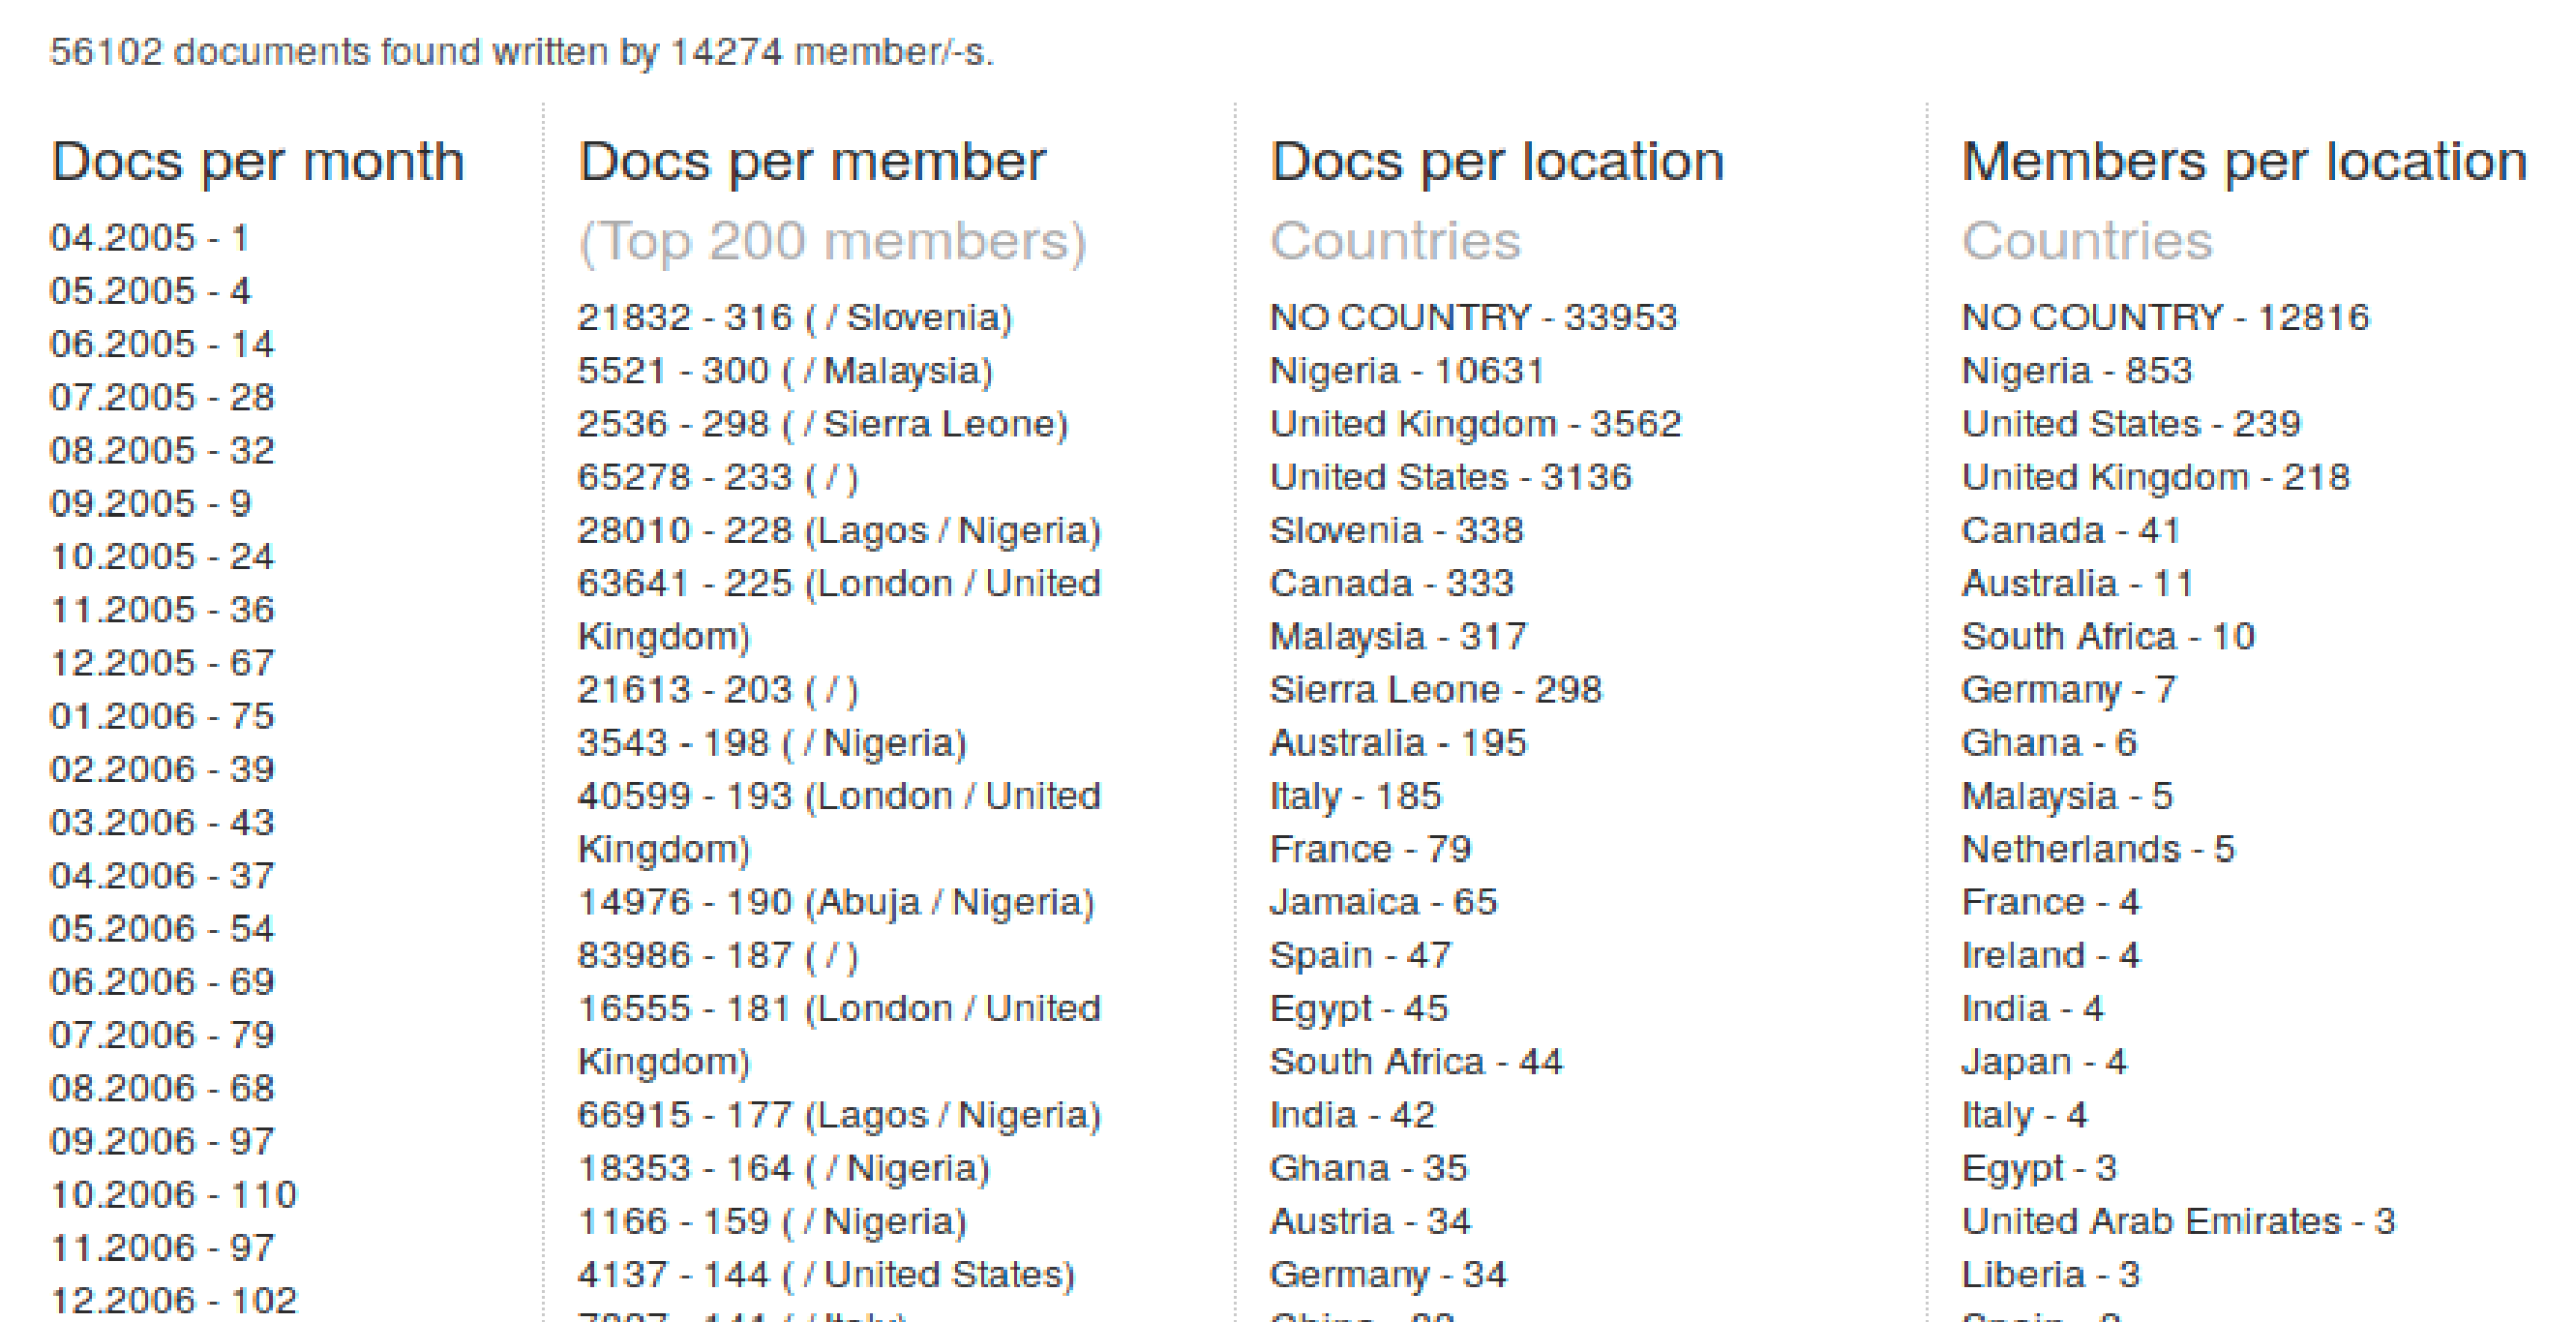 56102 documents found written by 14274 member/-s.
Docs per month
04.2005 - 1
05.2005 - 4
06.2005 - 14
07.2005 - 28
08.2005 - 32
09.2005 - 9
10.2005 - 24
11.2005 - 36
12.2005 - 67
01.2006 - 75
02.2006 - 39
03.2006 - 43
04.2006 - 37
05.2006 - 54
06.2006 - 69
07.2006 - 79
08.2006 - 68
09.2006 - 97
10.2006 - 110
11.2006 - 97
12.2006 - 102
Docs per member
(Top 200 members)
21832 - 316 ( / Slovenia)
5521 - 300 ( / Malaysia)
2536 - 298 ( / Sierra Leone)
65278 - 233 ( / )
28010 - 228 (Lagos / Nigeria)
63641 - 225 (London / United
Kingdom)
21613 - 203 ( / )
3543 - 198 ( / Nigeria)
40599 - 193 (London / United
Kingdom)
14976 - 190 (Abuja / Nigeria)
83986 - 187 ( / )
16555 - 181 (London / United
Kingdom)
66915 - 177 (Lagos / Nigeria)
18353 - 164 ( / Nigeria)
1166 - 159 ( / Nigeria)
4137 - 144 ( / United States)
Docs per location
Countries
NO COUNTRY - 33953
Nigeria - 10631
United Kingdom - 3562
United States - 3136
Slovenia - 338
Canada - 333
Malaysia - 317
Sierra Leone - 298
Australia - 195
Italy - 185
France - 79
Jamaica - 65
Spain - 47
Egypt - 45
South Africa - 44
India - 42
Ghana - 35
Austria - 34
Germany - 34
Members per location
Countries
NO COUNTRY - 12816
Nigeria - 853
United States - 239
United Kingdom - 218
Canada - 41
Australia - 11
South Africa - 10
Germany - 7
Ghana - 6
Malaysia - 5
Netherlands - 5
France - 4
Ireland - 4
India - 4
Japan - 4
Italy - 4
Egypt - 3
United Arab Emirates - 3
Liberia - 3